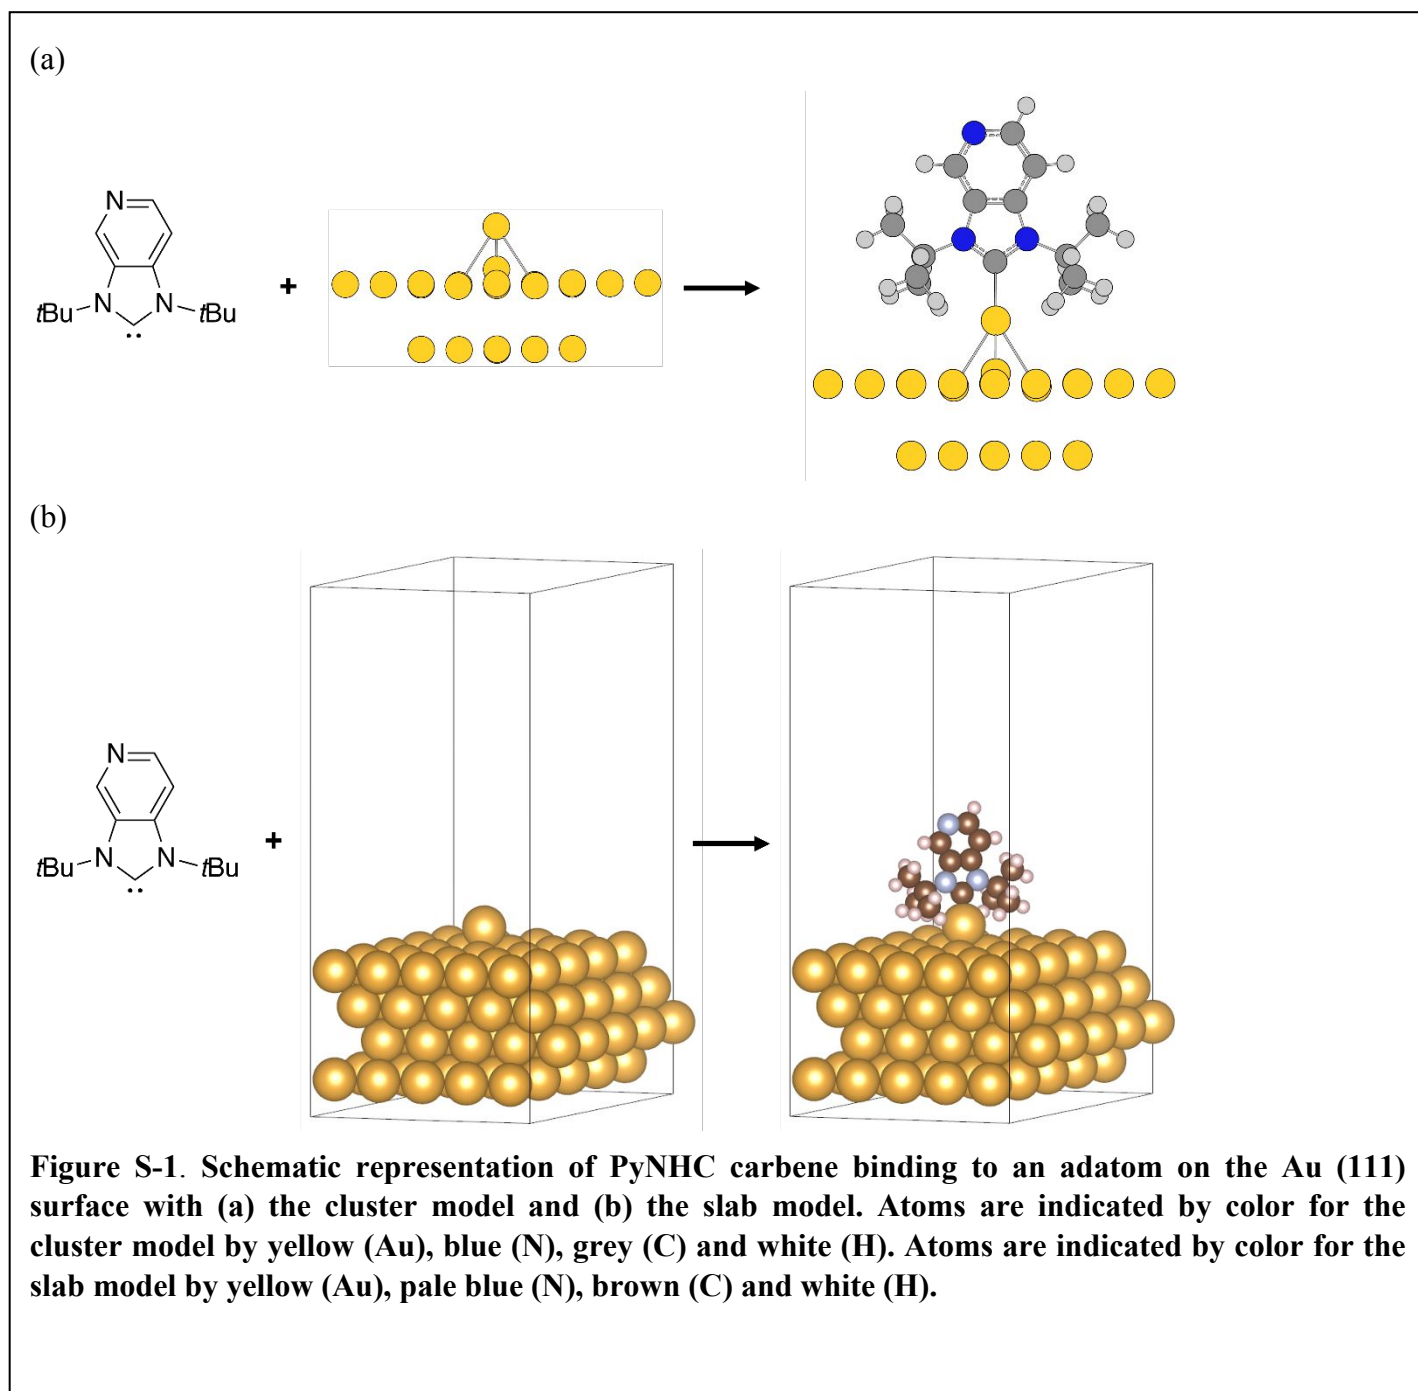 (a)
N
N
N
tBu
tBu
+
(b)
N
N
N
tBu
tBu
+
Figure S-1. Schematic representation of PyNHC carbene binding to an adatom on the Au (111)
surface with (a) the cluster model and (b) the slab model. Atoms are indicated by color for the
cluster model by yellow (Au), blue (N), grey (C) and white (H). Atoms are indicated by color for the
slab model by yellow (Au), pale blue (N), brown (C) and white (H).